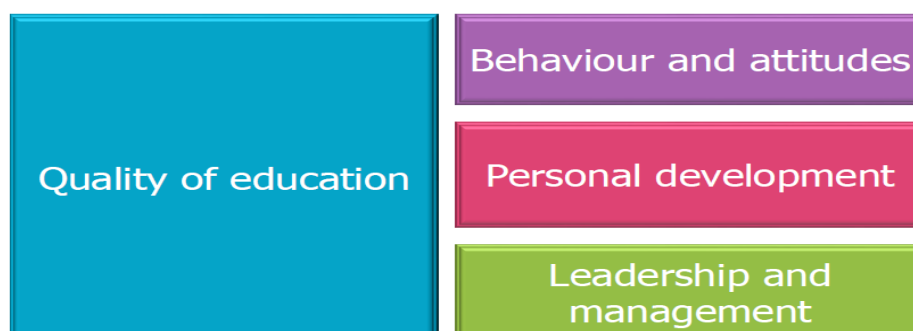 Quality of education
Behaviour and attitudes
Personal development
Leadership and
management